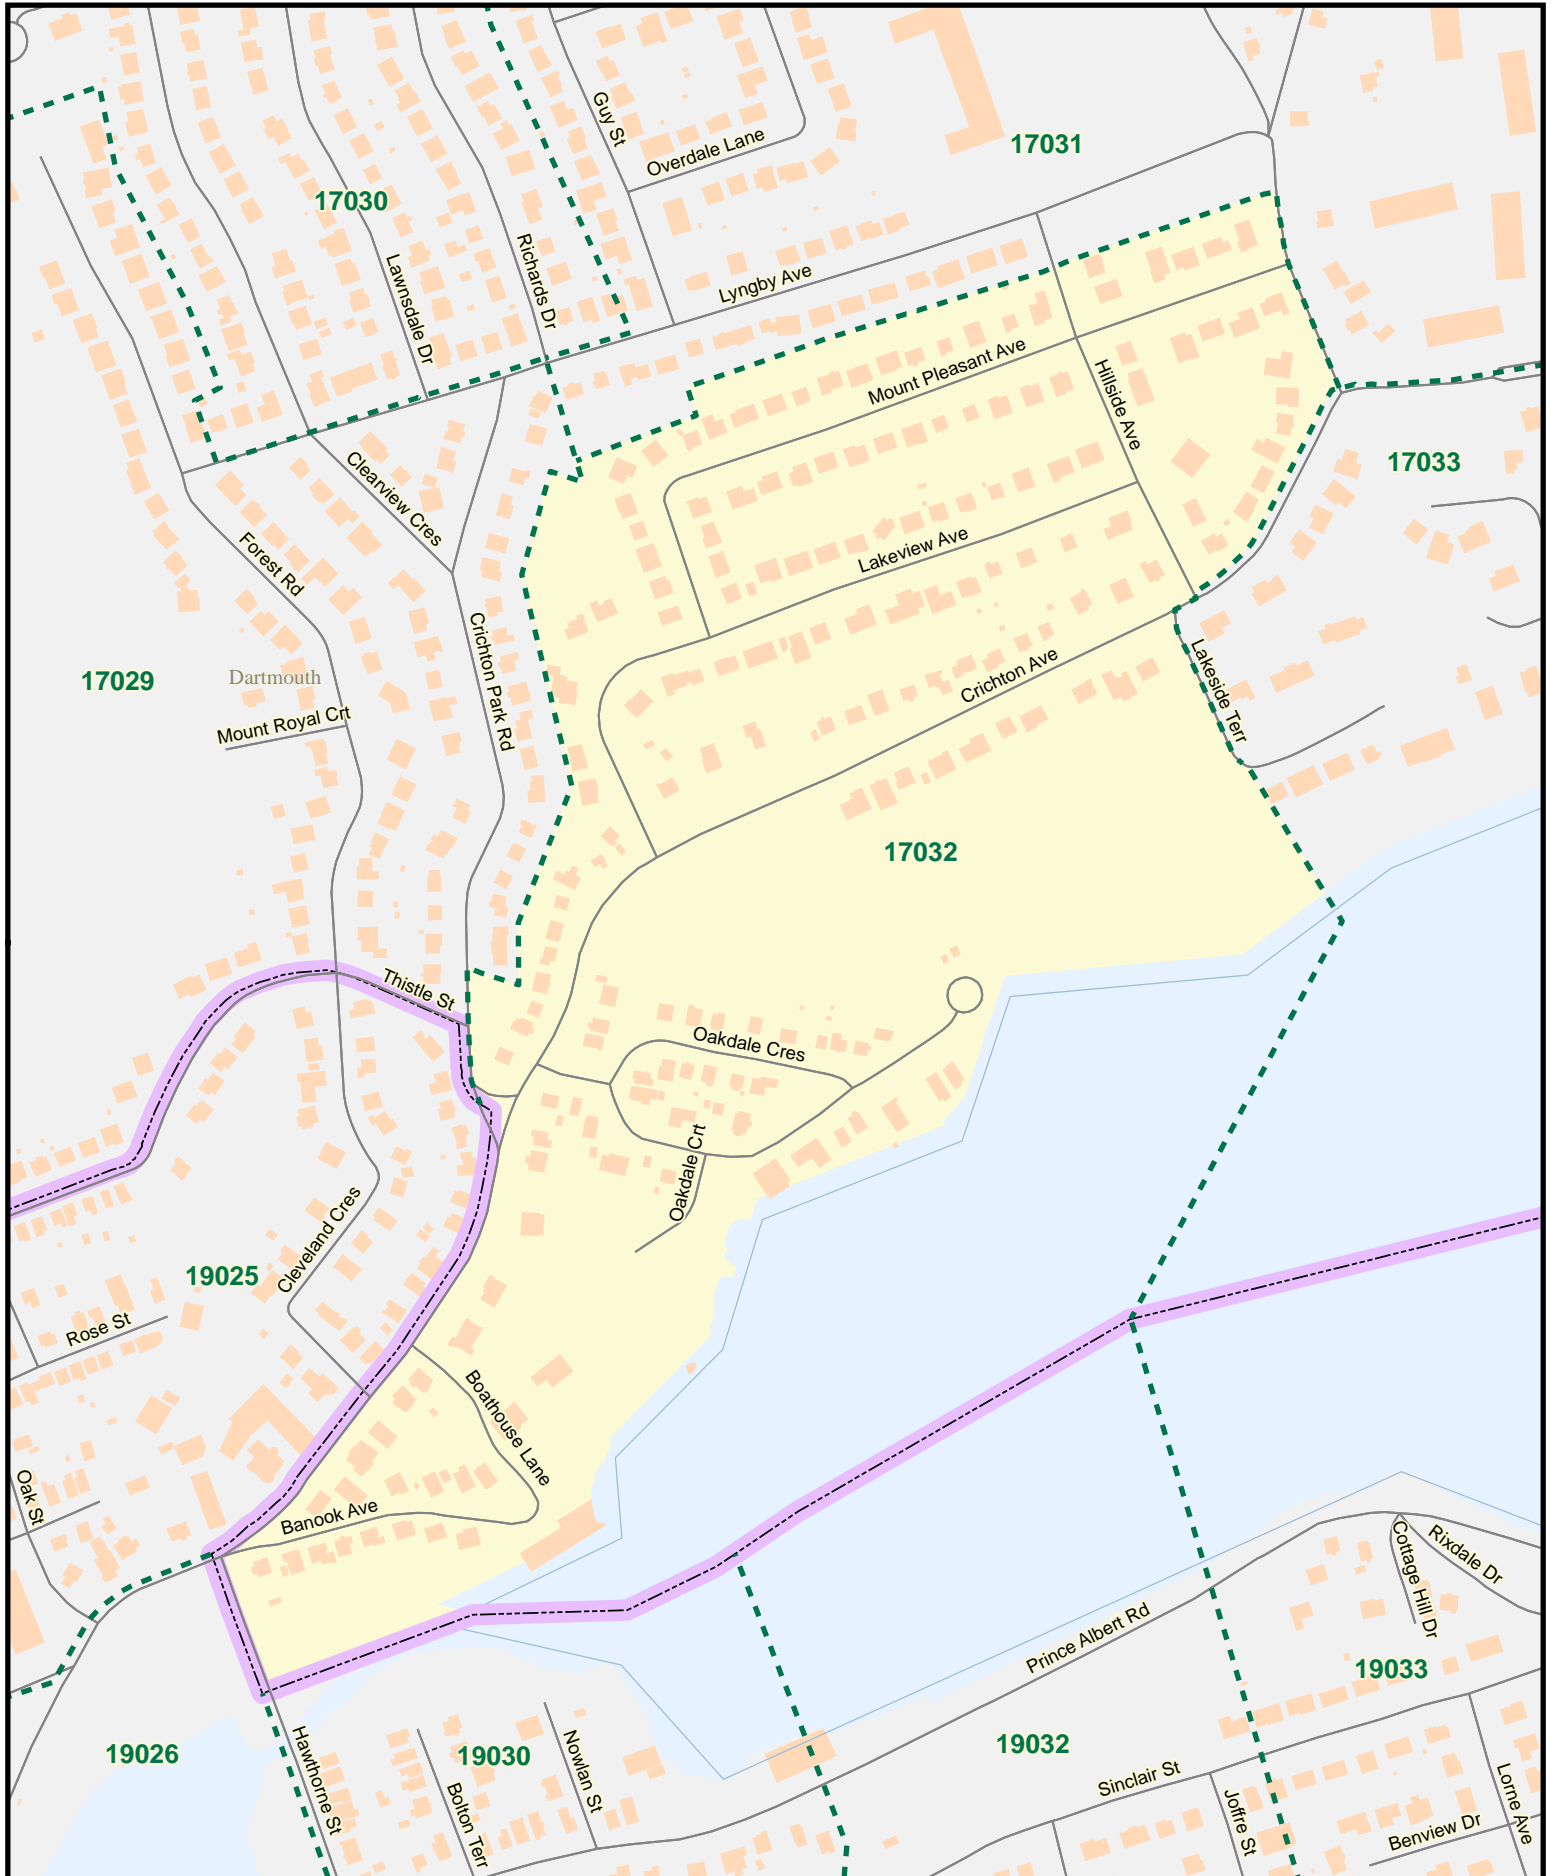 Guy St
Overdale Lane
17031
17030
Richards Dr
Lawnsdale Dr
Lyngby Ave
Mount Pleasant Ave
Hillside Ave
17033
Clearview Cres
Forest Rd
Lakeview Ave
Crichton Park Rd
Crichton Ave
Lakeside Terr
17029
Dartmouth
Mount Royal Crt
17032
Thistle St
Oakdale Cres
Oakdale Crt
Cleveland Cres
19025
Rose St
Boathouse Lane
Oak St
Banook Ave
Cottage Hill Dr
Rixdale Dr
Prince Albert Rd
19033
19026
Hawthorne St
19030
Nowlan St
Bolton Terr
19032
Sinclair St
Joffre St
Lorne Ave
Benview Dr